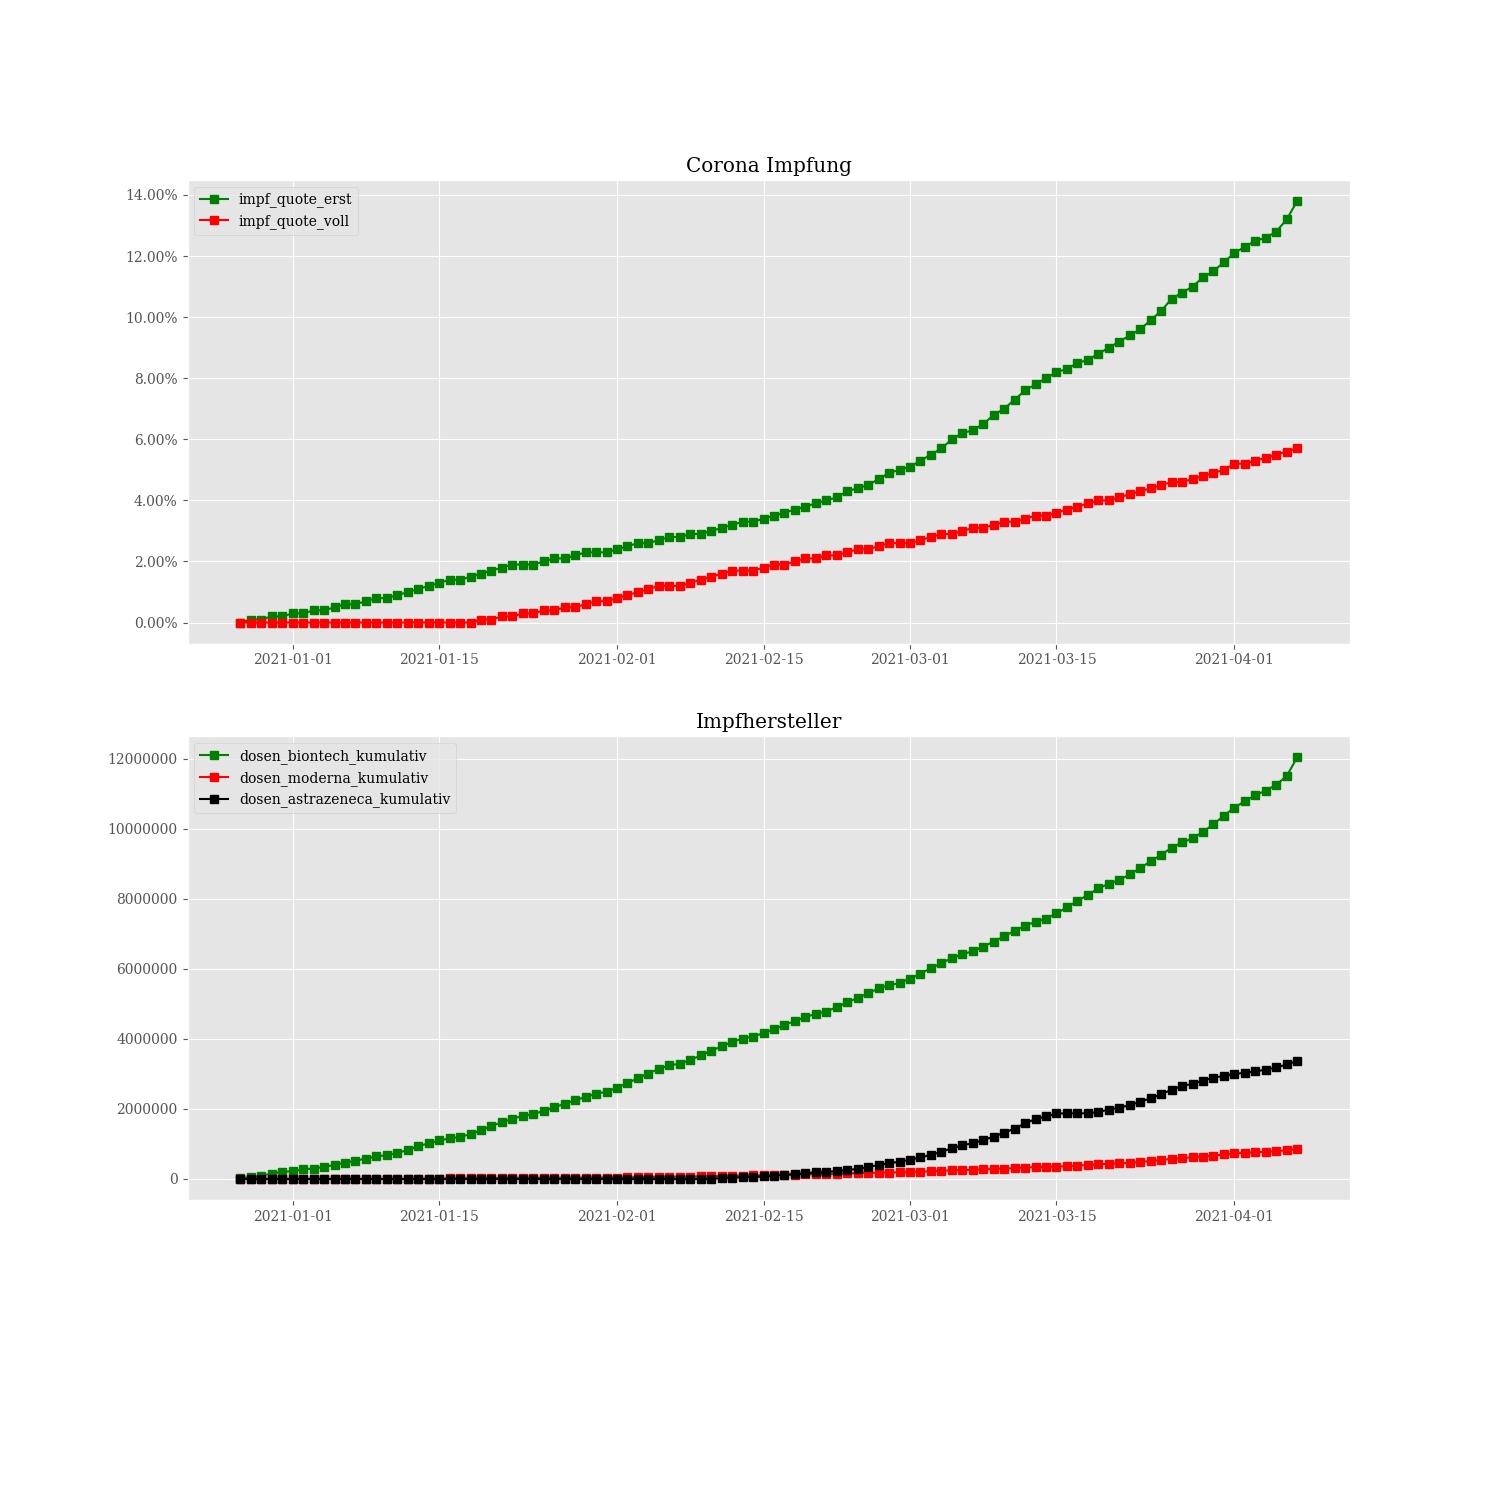 Corona Impfung
impf_quote_erst
impf_quote_voll
14.00%
12.00%
10.00%
8.00%
6.00%
4.00%
2.00%
0.00%
2021-01-01 2021-01-15 2021-02-01 2021-02-15 2021-03-01 2021-03-15 2021-04-01
Impfhersteller
dosen_biontech_kumulativ
dosen_moderna_kumulativ
dosen_astrazeneca_kumulativ
12000000
10000000
8000000
6000000
4000000
2000000
0
2021-01-01 2021-01-15 2021-02-01 2021-02-15 2021-03-01 2021-03-15 2021-04-01